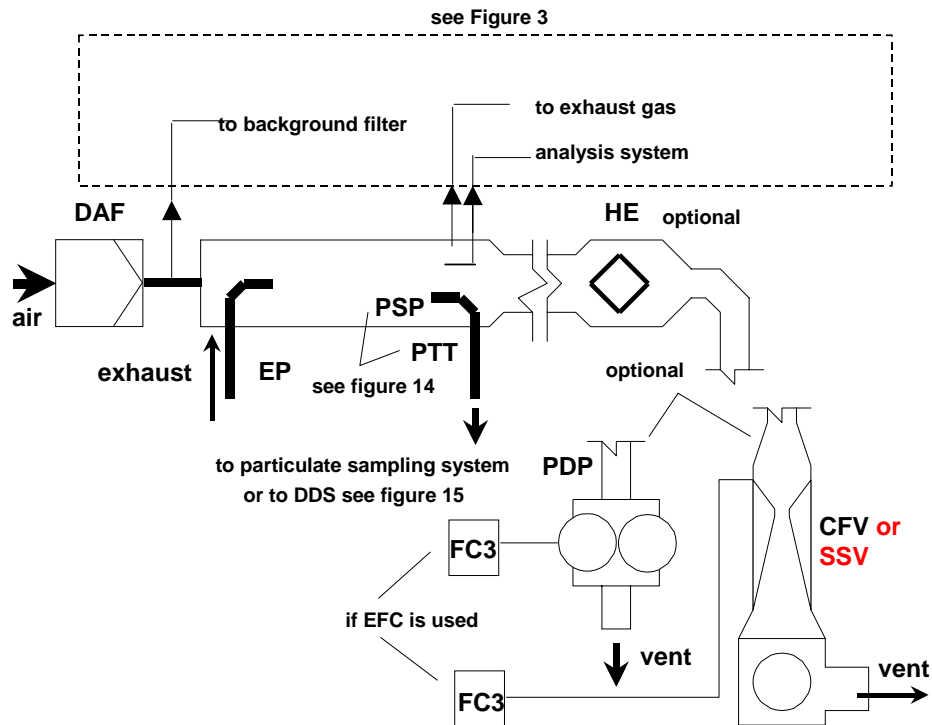 see Figure 3
to exhaust gas
to background filter
analysis system
DAF
HE
optional
air
PSP
exhaust
EP
PTT
see figure 14
optional
to particulate sampling system
or to DDS see figure 15
PDP
CFV or
SSV
FC3
if EFC is used
vent
vent
FC3